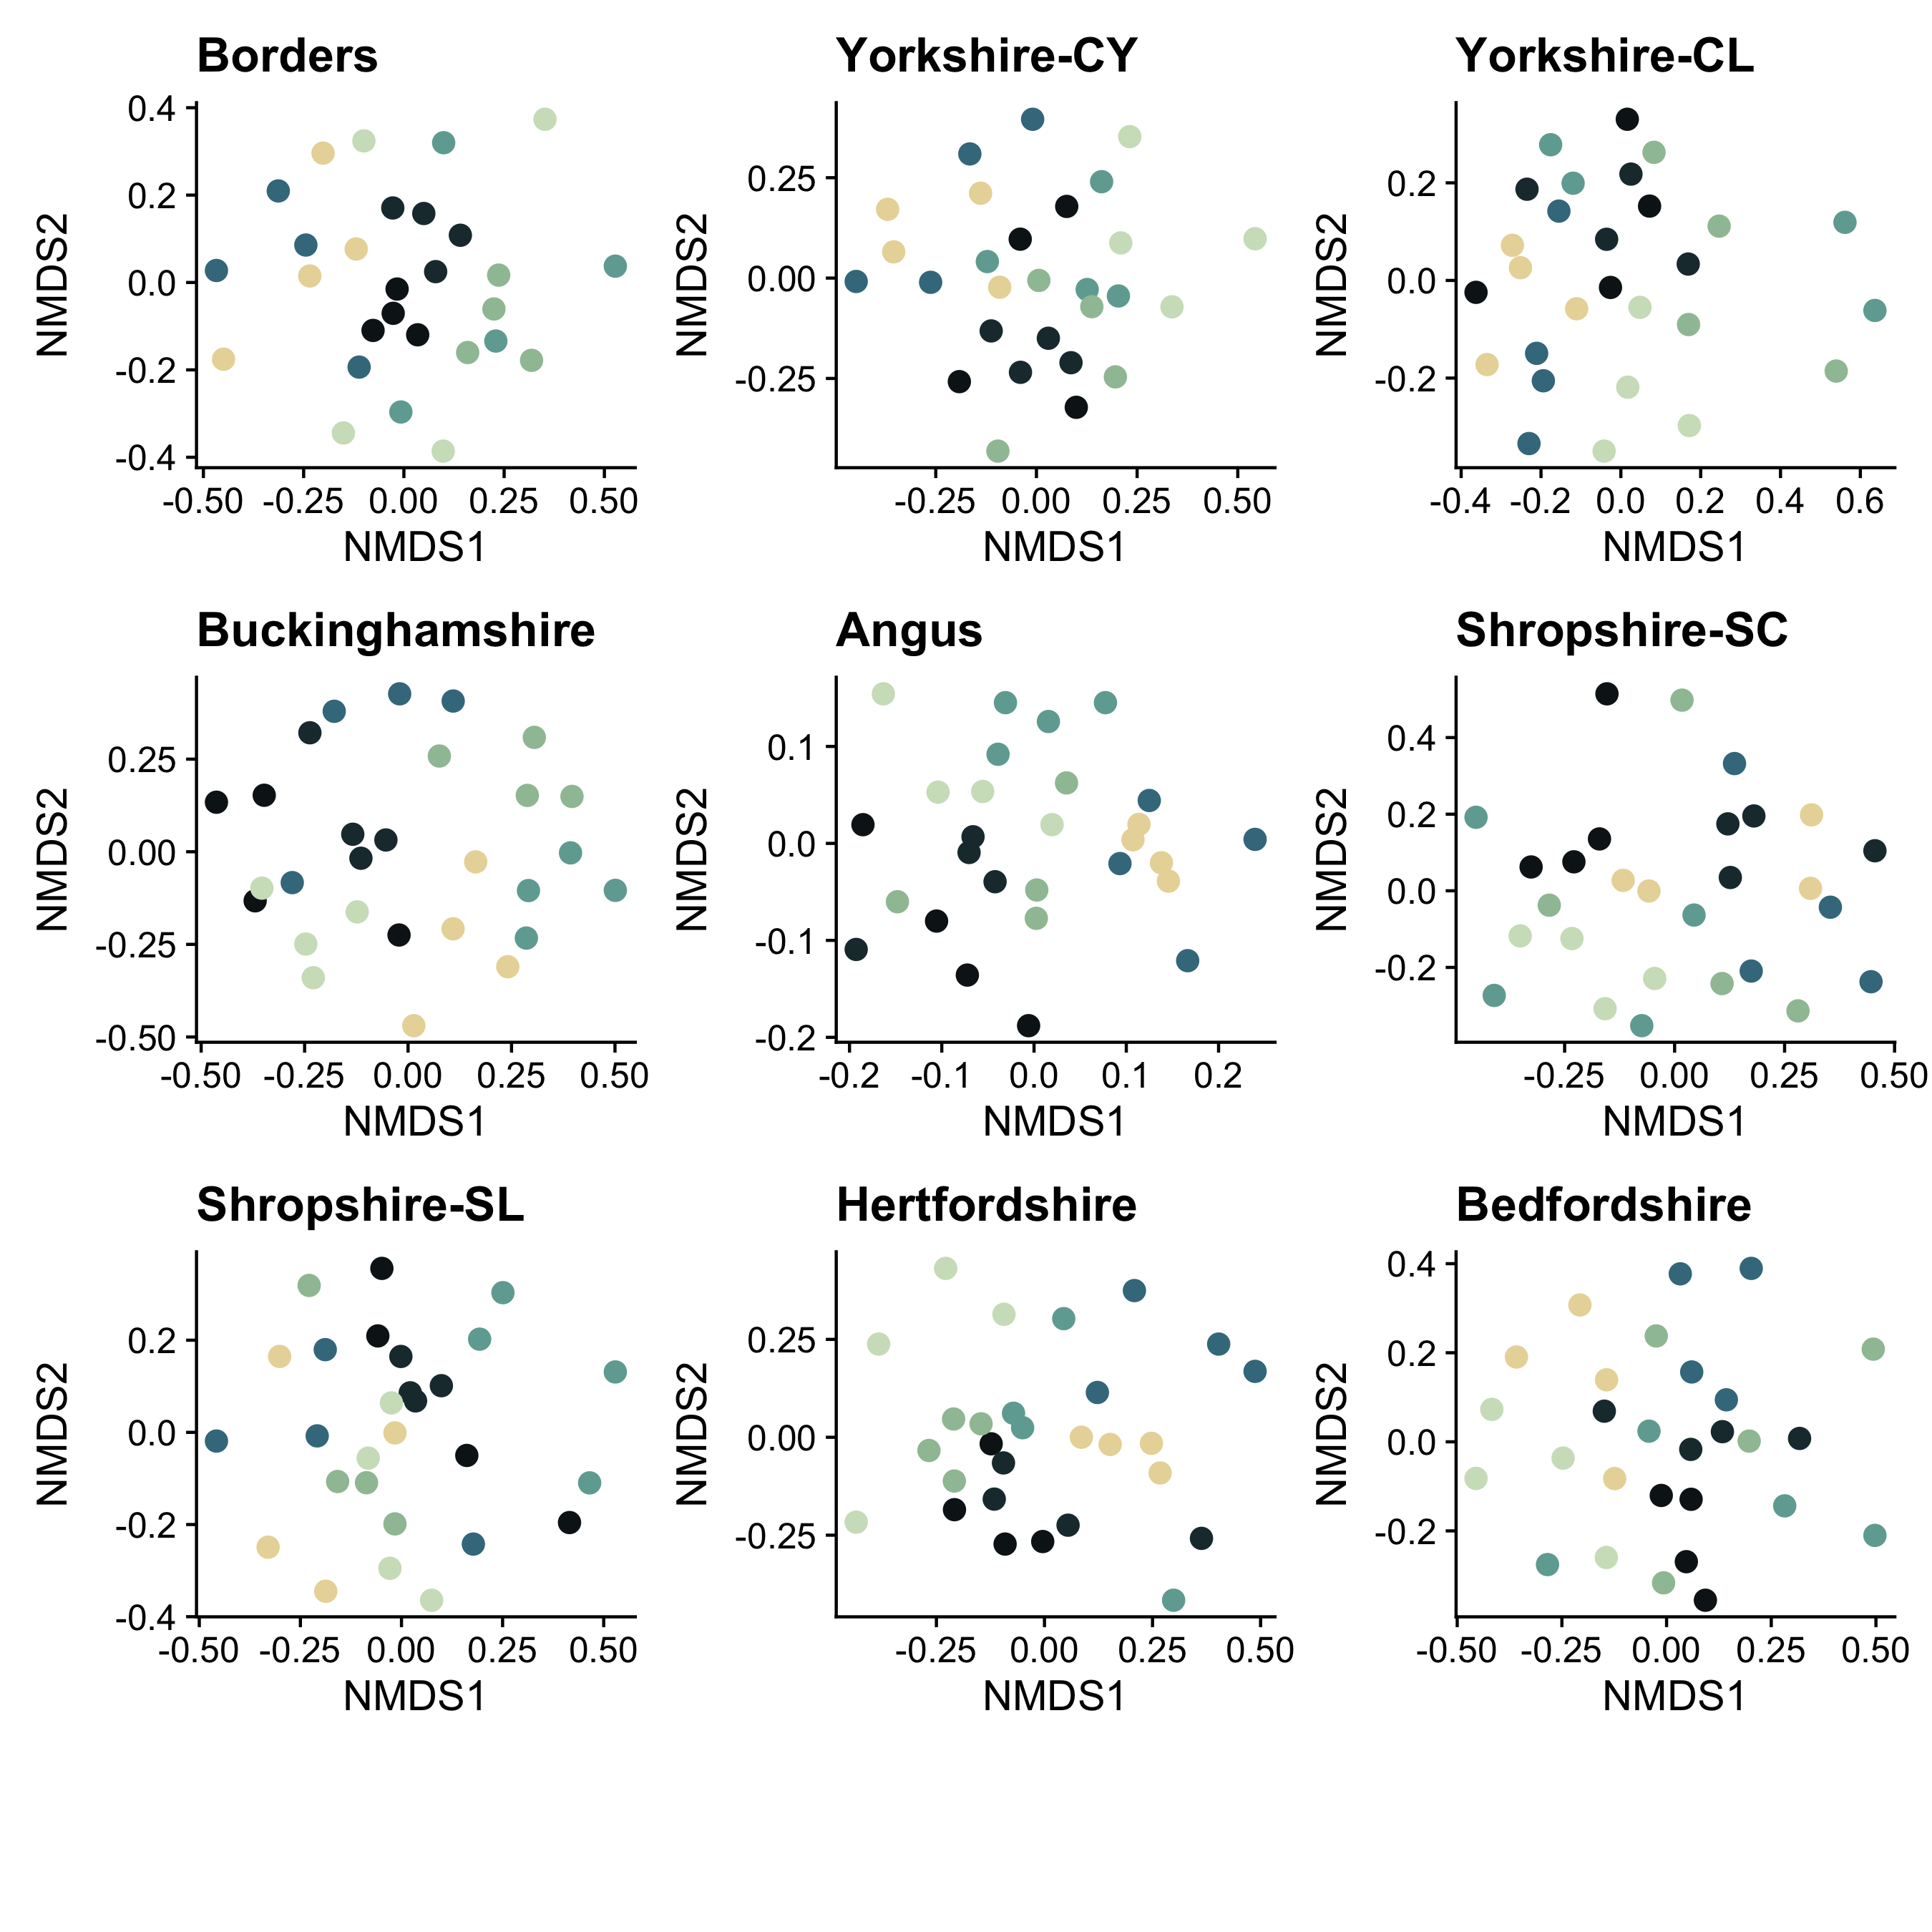 Borders
Yorkshire-CY
Yorkshire-CL
NMDS2
0.4
0.2
0.0
-0.2
-0.4
-0.50 -0.25 0.00 0.25 0.50
NMDS1
NMDS2
0.25
0.00
-0.25
-0.25 0.00 0.25 0.50
NMDS1
NMDS2
0.2
0.0
-0.2
-0.4 -0.2 0.0 0.2 0.4 0.6
NMDS1
Buckinghamshire
Angus
Shropshire-SC
NMDS2
0.25
0.00
-0.25
-0.50
-0.50 -0.25 0.00 0.25 0.50
NMDS1
NMDS2
0.1
0.0
-0.1
-0.2
-0.2 -0.1 0.0 0.1 0.2
NMDS1
NMDS2
0.4
0.2
0.0
-0.2
-0.25 0.00 0.25 0.50
NMDS1
Shropshire-SL
Hertfordshire
Bedfordshire
NMDS2
0.2
0.0
-0.2
-0.4
-0.50 -0.25 0.00 0.25 0.50
NMDS1
NMDS2
0.25
0.00
-0.25
-0.25 0.00 0.25 0.50
NMDS1
NMDS2
0.4
0.2
0.0
-0.2
-0.50 -0.25 0.00 0.25 0.50
NMDS1